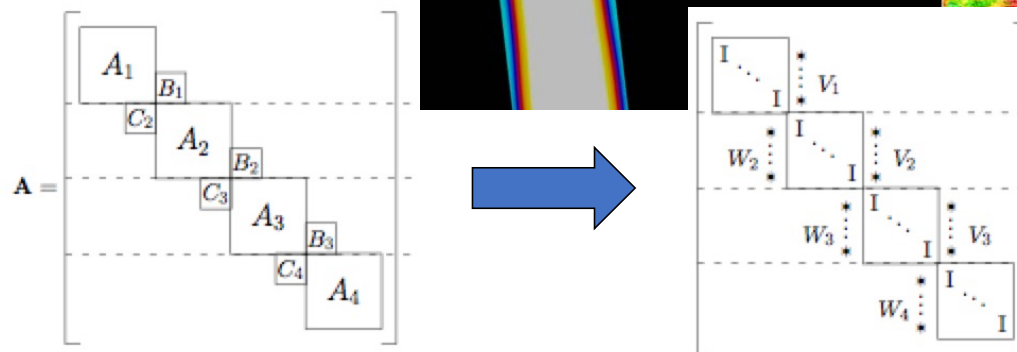 A =
A₁ B₁
C₂ A₂ B₂
C₃ A₃ B₃
C₄ A₄
I I * * V₁
W₂ * * I I * * V₂
W₃ * * I I * * V₃
W₄ * * I I